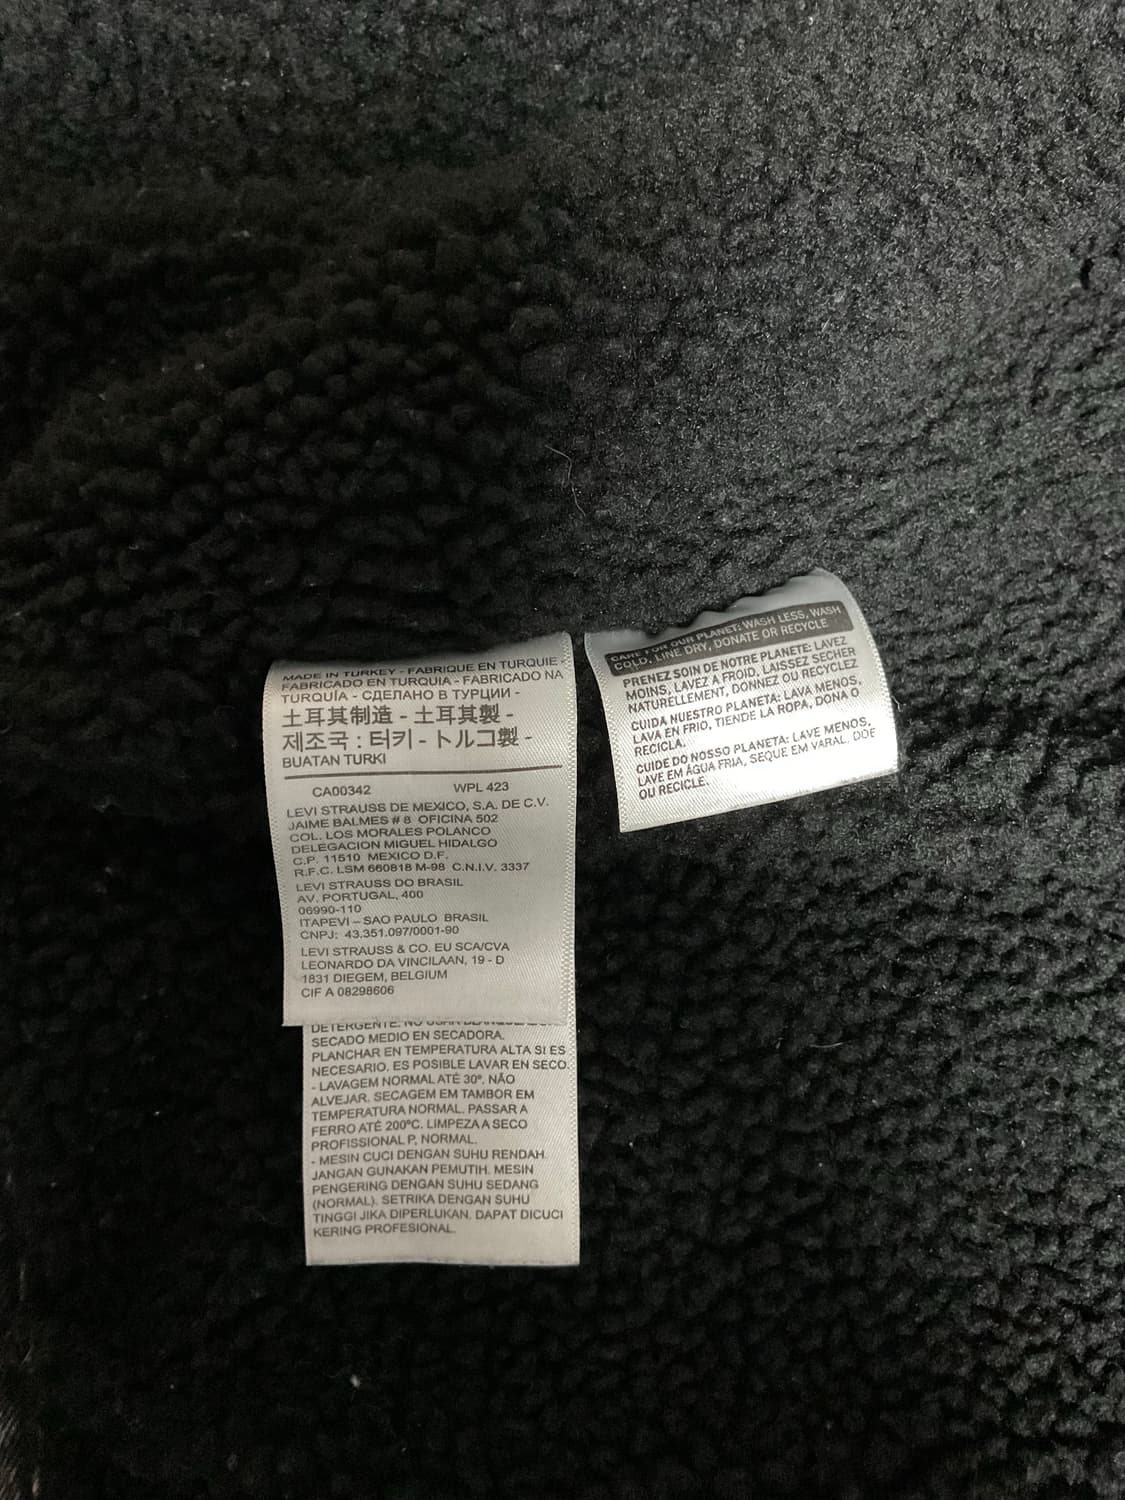 MADE IN TURKEY - FABRIQUE EN TURQUIE -
FABRICADO EN TURQUIA - FABRICADO NA
TURQUÍA - СДЕЛАНО В ТУРЦИИ -
土耳其制造 - 土耳其製 -
제조국 : 터키 - トルコ製 -
BUATAN TURKI
CA00342 WPL 423
LEVI STRAUSS DE MEXICO, S.A. DE C.V.
JAIME BALMES # 8 OFICINA 502
COL. LOS MORALES POLANCO
DELEGACION MIGUEL HIDALGO
C.P. 11510 MEXICO D.F.
R.F.C. LSM 660818 M-98 C.N.I.V. 3337
LEVI STRAUSS DO BRASIL
AV. PORTUGAL, 400
06990-110
ITAPEVI – SAO PAULO BRASIL
CNPJ: 43.351.097/0001-90
LEVI STRAUSS & CO. EU SCA/CVA
LEONARDO DA VINCILAAN, 19 - D
1831 DIEGEM, BELGIUM
CIF A 08298606
DETERGENTE. NO USAR
SECADO MEDIO EN SECADORA.
PLANCHAR EN TEMPERATURA ALTA SI ES
NECESARIO. ES POSIBLE LAVAR EN SECO.
- LAVAGEM NORMAL ATÉ 30º. NÃO
ALVEJAR. SECAGEM EM TAMBOR EM
TEMPERATURA NORMAL. PASSAR A
FERRO ATÉ 200ºC. LIMPEZA A SECO
PROFISSIONAL P, NORMAL.
- MESIN CUCI DENGAN SUHU RENDAH.
JANGAN GUNAKAN PEMUTIH. MESIN
PENGERING DENGAN SUHU SEDANG
(NORMAL). SETRIKA DENGAN SUHU
TINGGI JIKA DIPERLUKAN. DAPAT DICUCI
KERING PROFESIONAL.
CARE FOR OUR PLANET: WASH LESS, WASH
COLD, LINE DRY, DONATE OR RECYCLE
PRENEZ SOIN DE NOTRE PLANETE: LAVEZ
MOINS, LAVEZ A FROID, LAISSEZ SECHER
NATURELLEMENT, DONNEZ OU RECYCLEZ
CUIDA NUESTRO PLANETA: LAVA MENOS,
LAVA EN FRIO, TIENDE LA ROPA, DONA O
RECICLA.
CUIDE DO NOSSO PLANETA: LAVE MENOS,
LAVE EM ÁGUA FRIA, SEQUE EM VARAL. DOE
OU RECICLE.